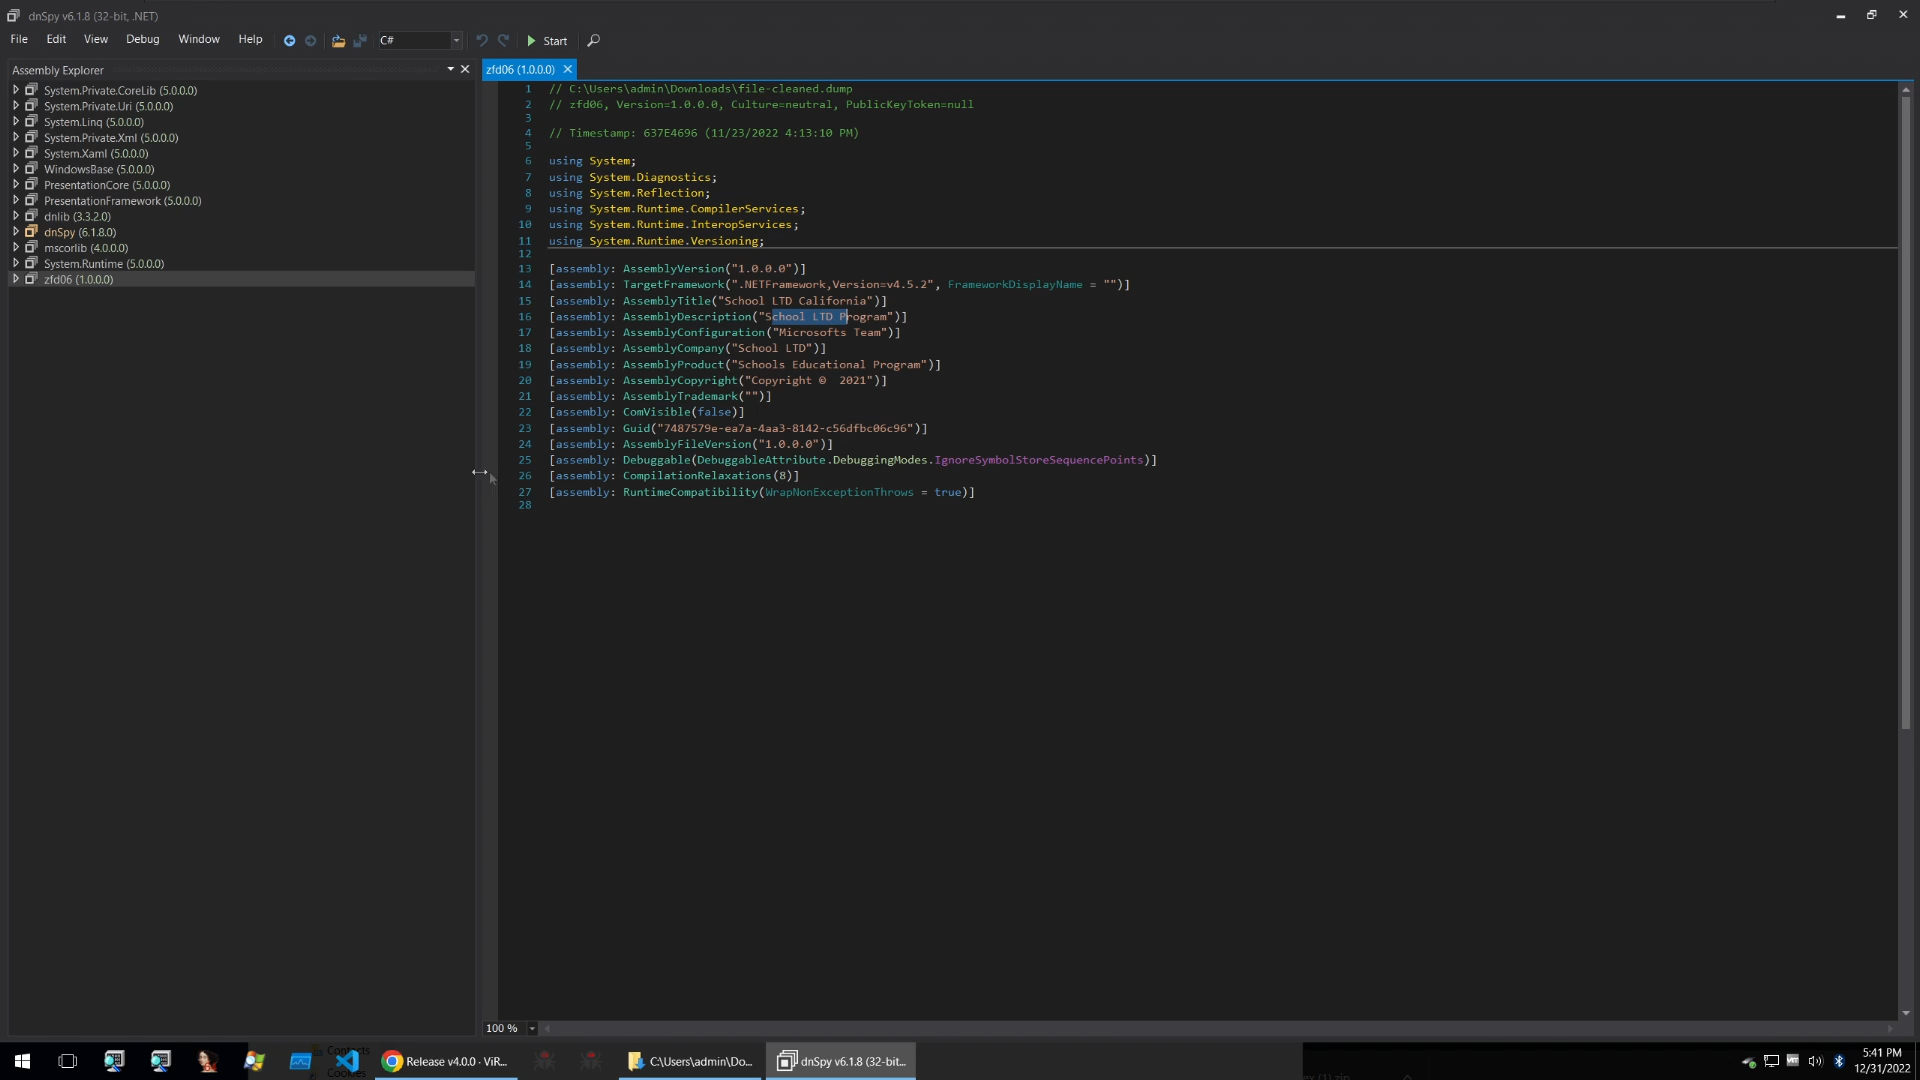 dnSpy v6.1.8 (32-bit, .NET)
File Edit View Debug Window Help C# Start
Assembly Explorer
System.Private.CoreLib (5.0.0.0)
System.Private.Uri (5.0.0.0)
System.Linq (5.0.0.0)
System.Private.Xml (5.0.0.0)
System.Xaml (5.0.0.0)
WindowsBase (5.0.0.0)
PresentationCore (5.0.0.0)
PresentationFramework (5.0.0.0)
dnlib (3.3.2.0)
dnSpy (6.1.8.0)
mscorlib (4.0.0.0)
System.Runtime (5.0.0.0)
zfd06 (1.0.0.0)
zfd06 (1.0.0.0)
1 // C:\Users\admin\Downloads\file-cleaned.dump
2 // zfd06, Version=1.0.0.0, Culture=neutral, PublicKeyToken=null
3
4 // Timestamp: 637E4696 (11/23/2022 4:13:10 PM)
5
6 using System;
7 using System.Diagnostics;
8 using System.Reflection;
9 using System.Runtime.CompilerServices;
10 using System.Runtime.InteropServices;
11 using System.Runtime.Versioning;
12
13 [assembly: AssemblyVersion("1.0.0.0")]
14 [assembly: TargetFramework(".NETFramework,Version=v4.5.2", FrameworkDisplayName = "")]
15 [assembly: AssemblyTitle("School LTD California")]
16 [assembly: AssemblyDescription("School LTD Program")]
17 [assembly: AssemblyConfiguration("Microsofts Team")]
18 [assembly: AssemblyCompany("School LTD")]
19 [assembly: AssemblyProduct("Schools Educational Program")]
20 [assembly: AssemblyCopyright("Copyright ©  2021")]
21 [assembly: AssemblyTrademark("")]
22 [assembly: ComVisible(false)]
23 [assembly: Guid("7487579e-ea7a-4aa3-8142-c56dfbc06c96")]
24 [assembly: AssemblyFileVersion("1.0.0.0")]
25 [assembly: Debuggable(DebuggableAttribute.DebuggingModes.IgnoreSymbolStoreSequencePoints)]
26 [assembly: CompilationRelaxations(8)]
27 [assembly: RuntimeCompatibility(WrapNonExceptionThrows = true)]
28
100 %
Contacts
Cookies
Release v4.0.0 · ViR...
C:\Users\admin\Do...
dnSpy v6.1.8 (32-bit...
5:41 PM
12/31/2022